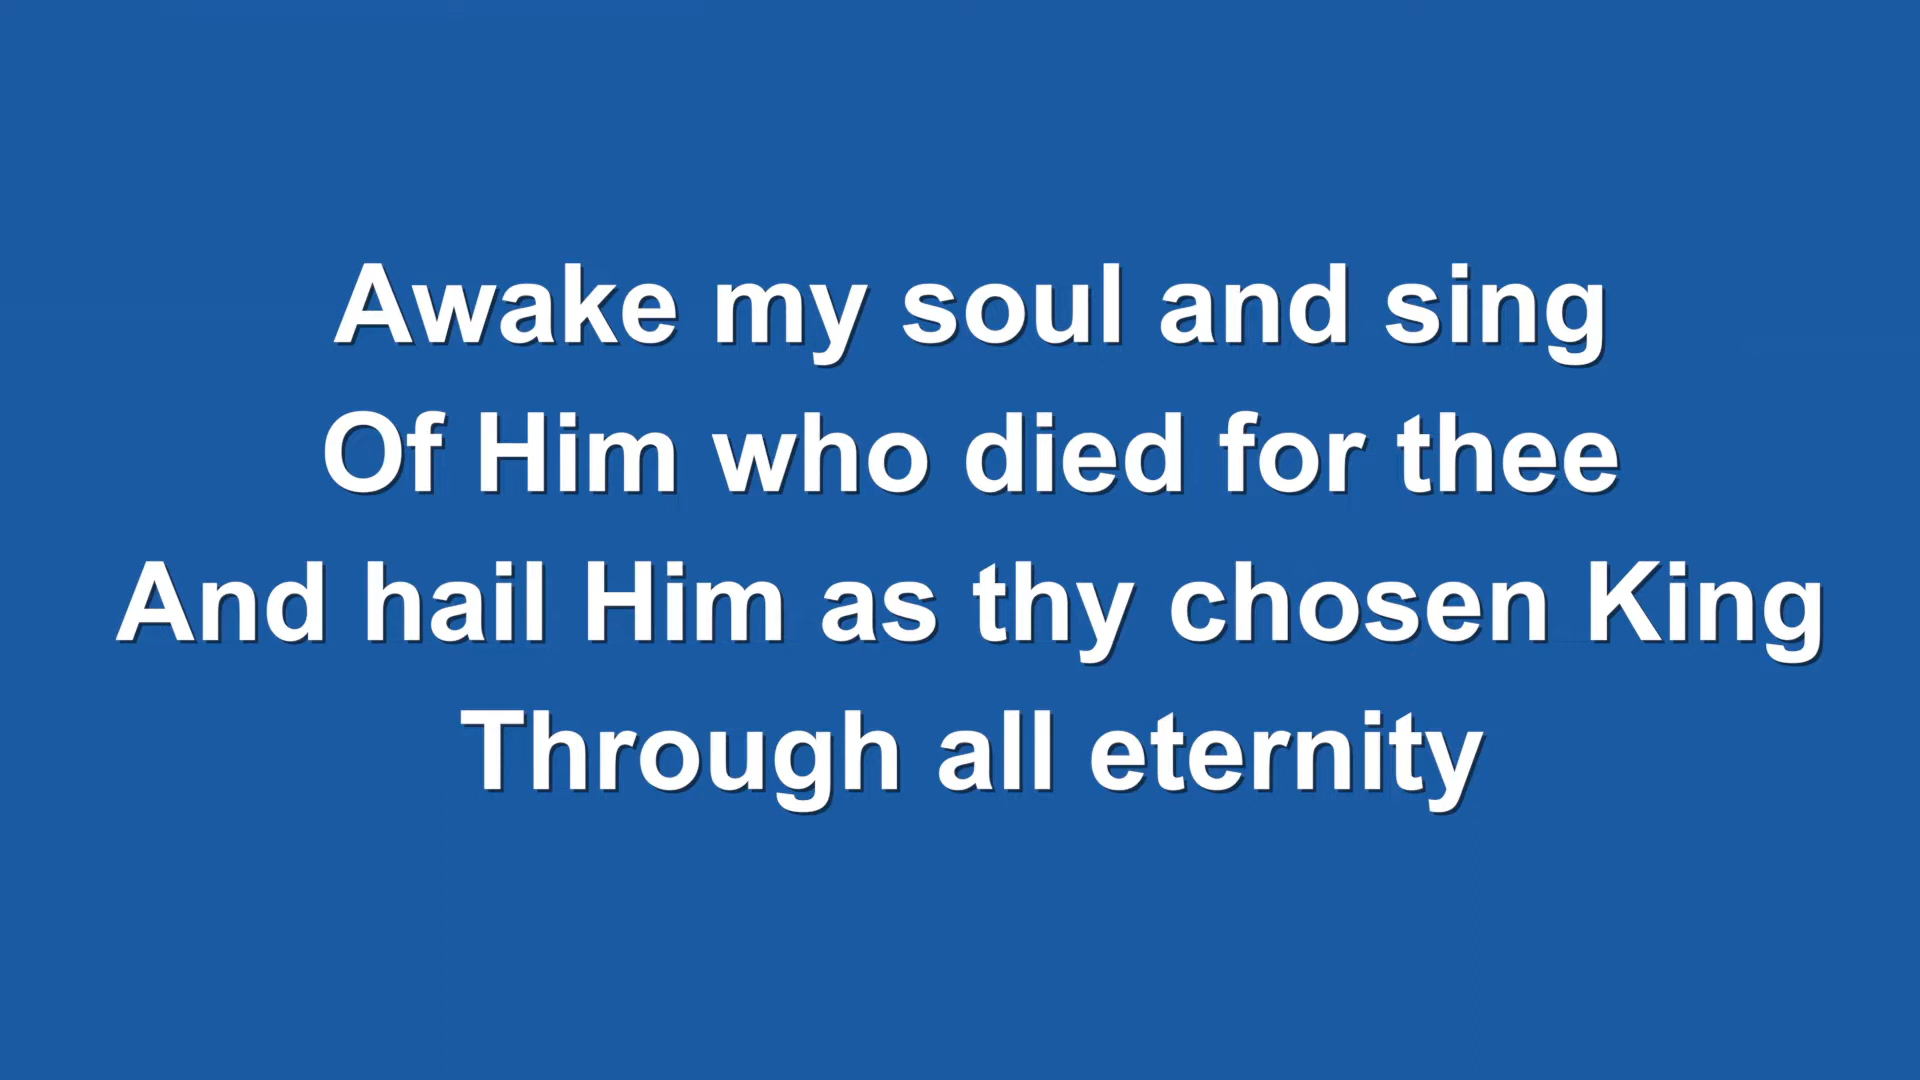 Awake my soul and sing
Of Him who died for thee
And hail Him as thy chosen King
Through all eternity